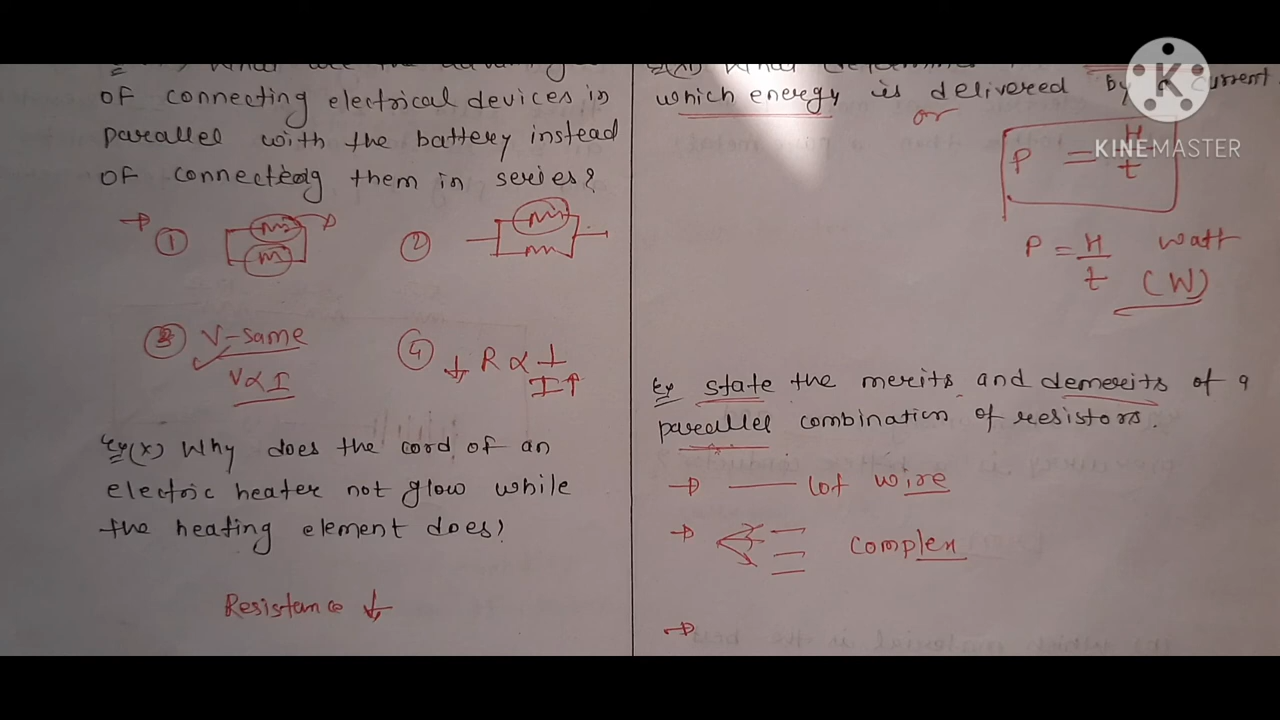 of connecting electrical devices in
parallel with the battery instead
of connecting them in series?
①
②
③ V-same
V∝I
④ ↓ R ∝ 1/I↑
Ex(x) Why does the cord of an
electric heater not glow while
the heating element does?
Resistance ↓
which energy is delivered by a current
or
P = H/t
P = H/t watt
(W)
Ex state the merits and demerits of a
parallel combination of resistors.
→ lot wire
→ Complex
→
K
KINEMASTER